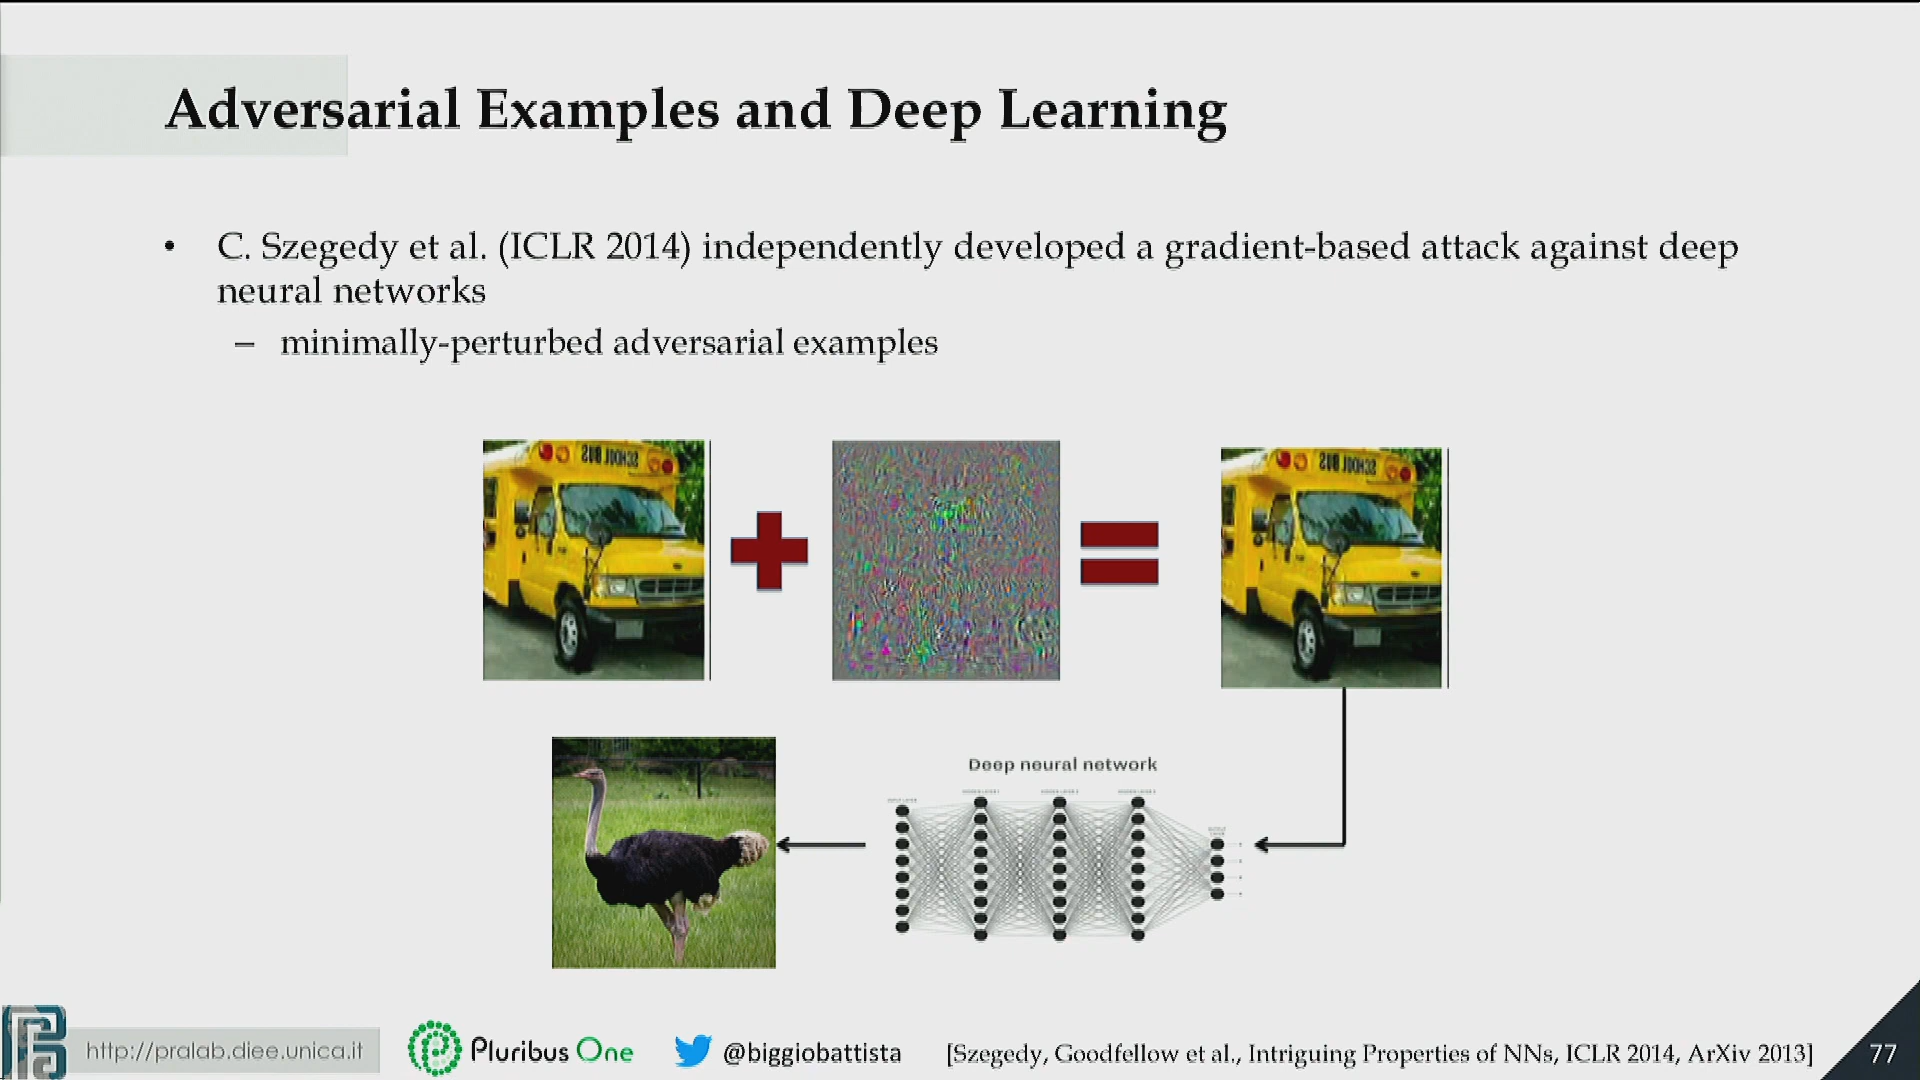 Adversarial Examples and Deep Learning
• C. Szegedy et al. (ICLR 2014) independently developed a gradient-based attack against deep
neural networks
– minimally-perturbed adversarial examples
Deep neural network
http://pralab.diee.unica.it
Pluribus One
@biggiobattista
[Szegedy, Goodfellow et al., Intriguing Properties of NNs, ICLR 2014, ArXiv 2013]
77